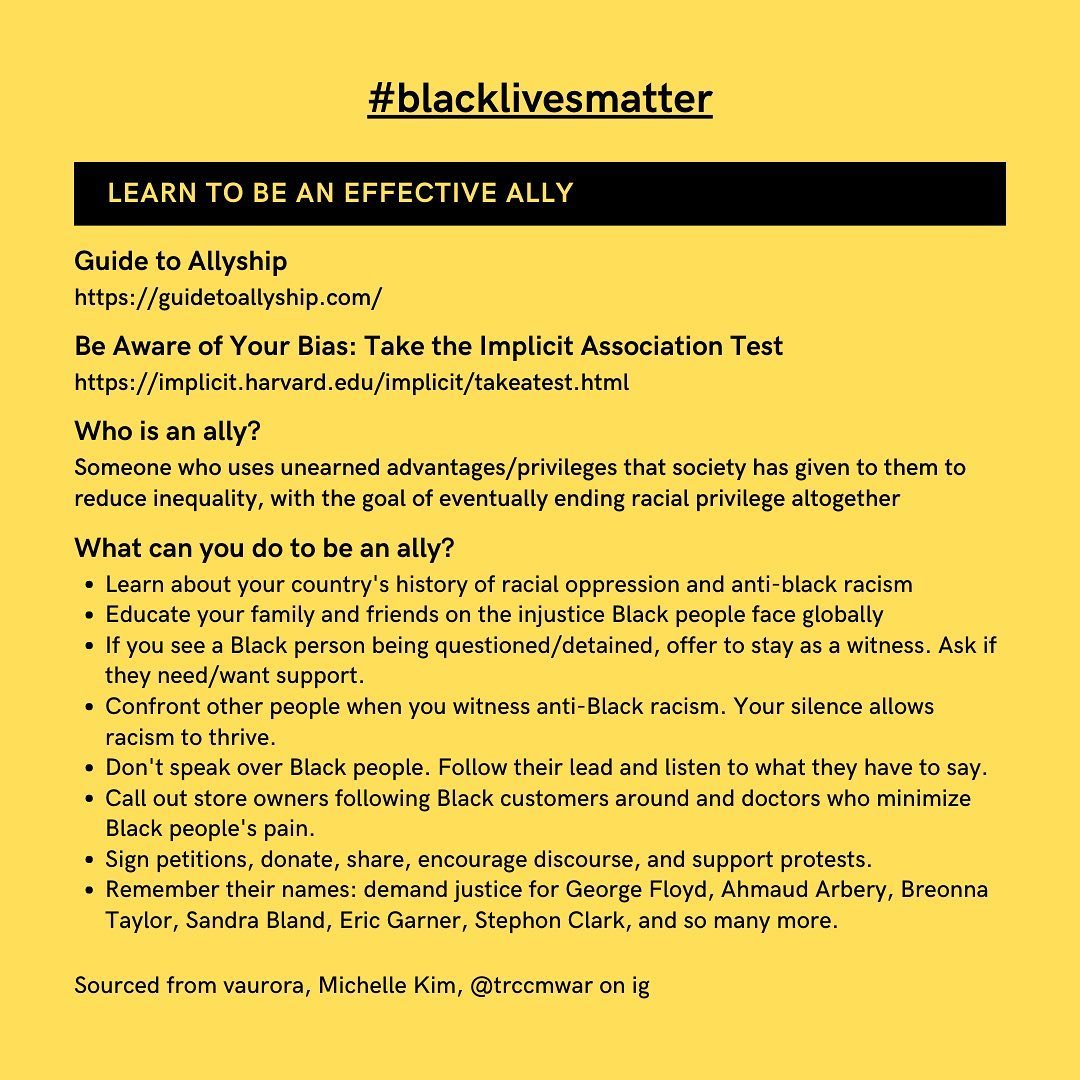 #blacklivesmatter
LEARN TO BE AN EFFECTIVE ALLY
Guide to Allyship
https://guidetoallyship.com/
Be Aware of Your Bias: Take the Implicit Association Test
https://implicit.harvard.edu/implicit/takeatest.html
Who is an ally?
Someone who uses unearned advantages/privileges that society has given to them to
reduce inequality, with the goal of eventually ending racial privilege altogether
What can you do to be an ally?
• Learn about your country's history of racial oppression and anti-black racism
• Educate your family and friends on the injustice Black people face globally
• If you see a Black person being questioned/detained, offer to stay as a witness. Ask if
they need/want support.
• Confront other people when you witness anti-Black racism. Your silence allows
racism to thrive.
• Don't speak over Black people. Follow their lead and listen to what they have to say.
• Call out store owners following Black customers around and doctors who minimize
Black people's pain.
• Sign petitions, donate, share, encourage discourse, and support protests.
• Remember their names: demand justice for George Floyd, Ahmaud Arbery, Breonna
Taylor, Sandra Bland, Eric Garner, Stephon Clark, and so many more.
Sourced from vaurora, Michelle Kim, @trccmwar on ig